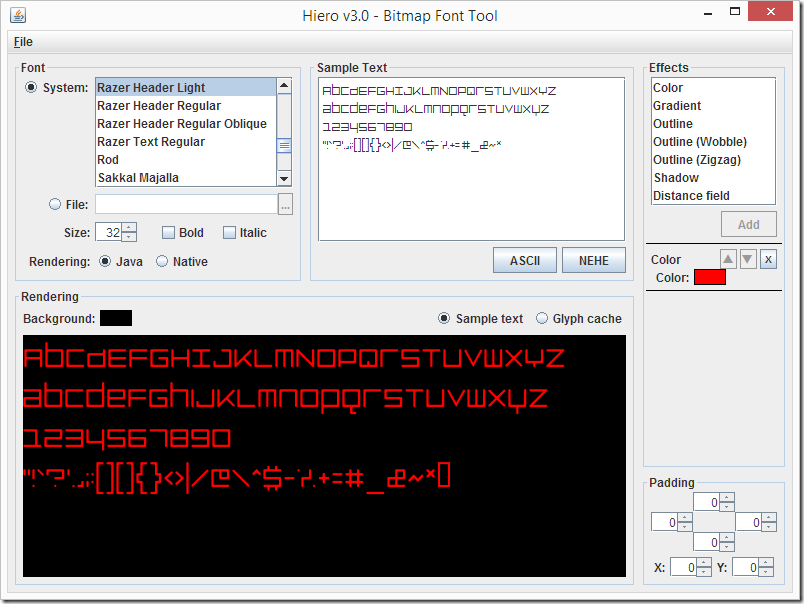 Hiero v3.0 - Bitmap Font Tool
File
Font
System:
Razer Header Light
Razer Header Regular
Razer Header Regular Oblique
Razer Text Regular
Rod
Sakkal Majalla
File:
...
Size: 32 Bold Italic
Rendering: Java Native
Sample Text
ABCDEFGHIJKLMNOPQRSTUVWXYZ
abcdefghijklmnopqrstuvwxyz
1234567890
"!`?'.,;:[](){}<>|/@\^$-%+=#_&~*
ASCII NEHE
Effects
Color
Gradient
Outline
Outline (Wobble)
Outline (Zigzag)
Shadow
Distance field
Add
Color X
Color:
Rendering
Background: Sample text Glyph cache
ABCDEFGHIJKLMNOPQRSTUVWXYZ
abcdefghijklmnopqrstuvwxyz
1234567890
"!`?'.,;:[](){}<>|/@\^$-%+=#_&~*
Padding
0
0 0
0
X: 0 Y: 0